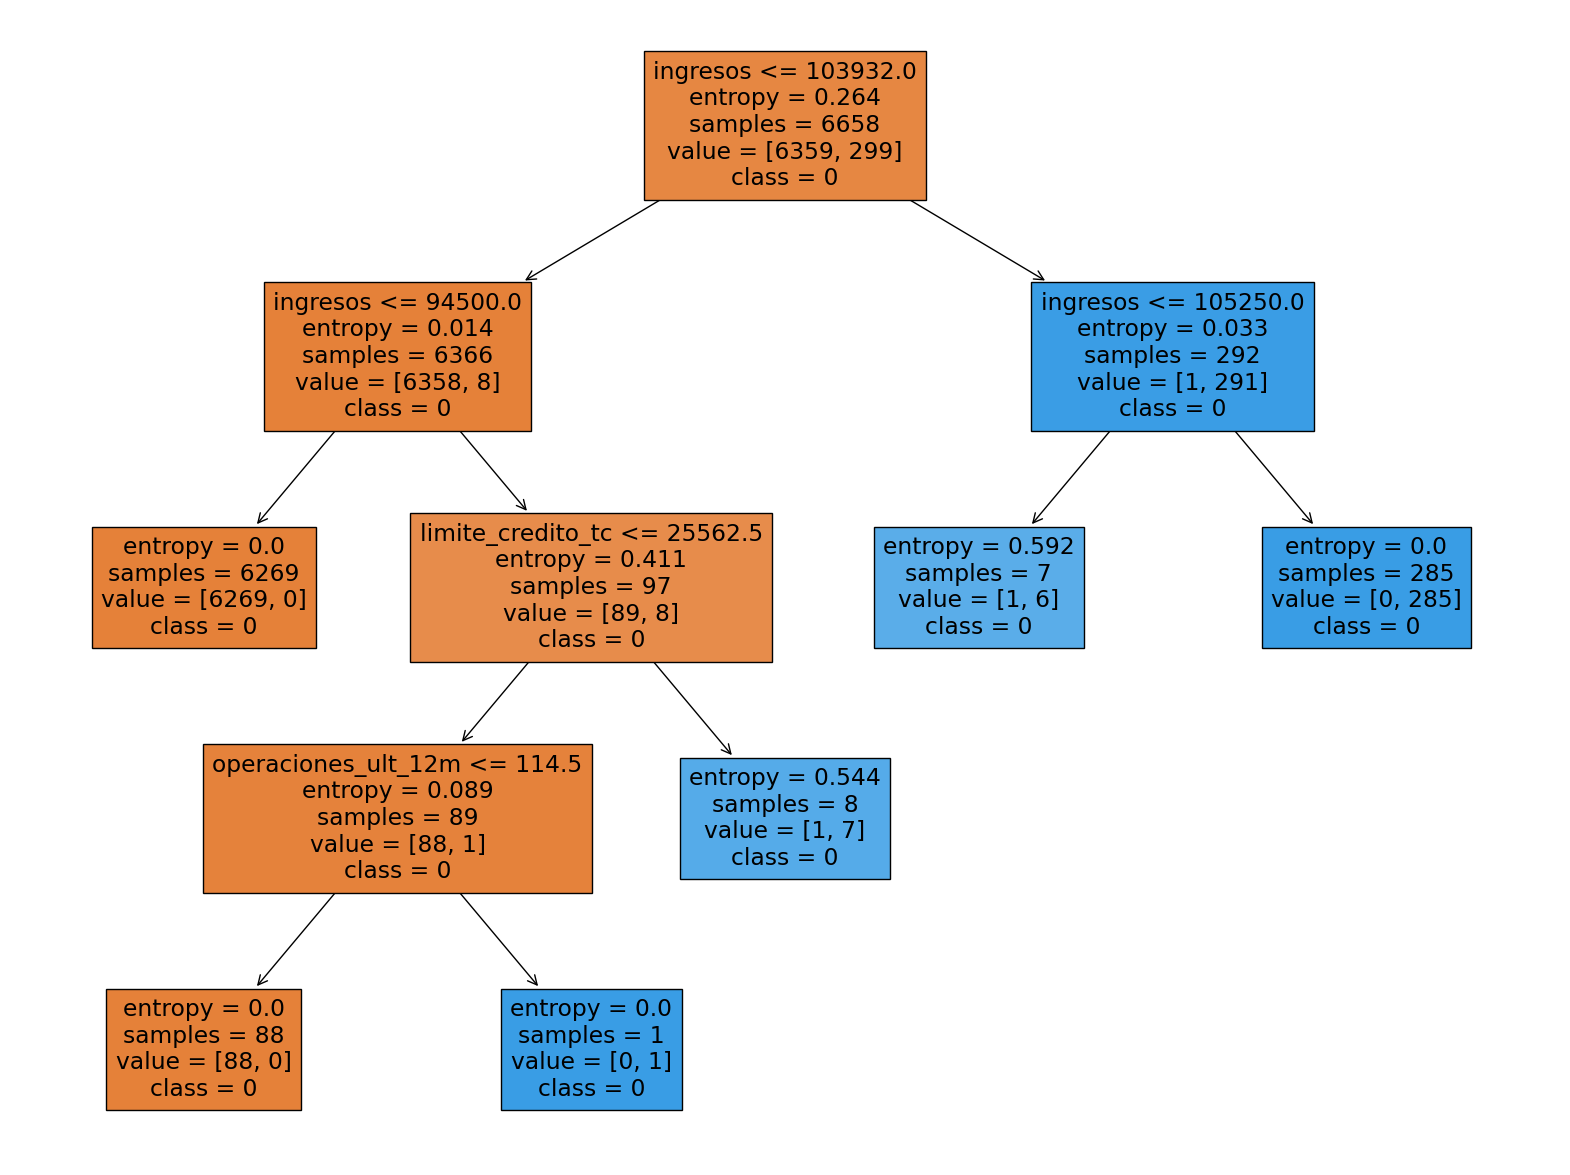 ingresos <= 103932.0
entropy = 0.264
samples = 6658
value = [6359, 299]
class = 0
ingresos <= 94500.0
entropy = 0.014
samples = 6366
value = [6358, 8]
class = 0
ingresos <= 105250.0
entropy = 0.033
samples = 292
value = [1, 291]
class = 0
entropy = 0.0
samples = 6269
value = [6269, 0]
class = 0
limite_credito_tc <= 25562.5
entropy = 0.411
samples = 97
value = [89, 8]
class = 0
entropy = 0.592
samples = 7
value = [1, 6]
class = 0
entropy = 0.0
samples = 285
value = [0, 285]
class = 0
operaciones_ult_12m <= 114.5
entropy = 0.089
samples = 89
value = [88, 1]
class = 0
entropy = 0.544
samples = 8
value = [1, 7]
class = 0
entropy = 0.0
samples = 88
value = [88, 0]
class = 0
entropy = 0.0
samples = 1
value = [0, 1]
class = 0